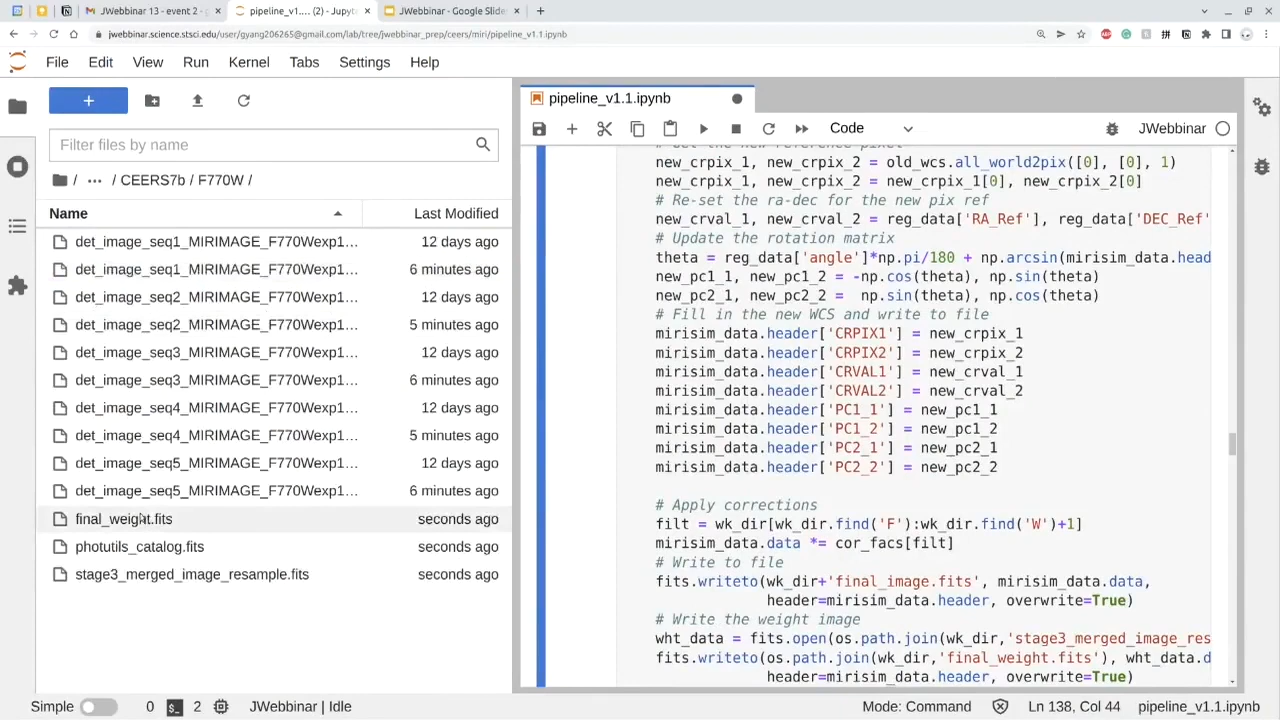 JWebbinar 13 - event 2 - g
pipeline_v1.1.... (2) - Jupyt
JWebbinar - Google Slide
jwebbinar.science.stsci.edu/user/gyang206265@gmail.com/lab/tree/jwebbinar_prep/ceers/miri/pipeline_v1.1.ipynb
File Edit View Run Kernel Tabs Settings Help
+
Filter files by name
/ ... / CEERS7b / F770W /
Name Last Modified
det_image_seq1_MIRIMAGE_F770Wexp1… 12 days ago
det_image_seq1_MIRIMAGE_F770Wexp1… 6 minutes ago
det_image_seq2_MIRIMAGE_F770Wexp1… 12 days ago
det_image_seq2_MIRIMAGE_F770Wexp1… 5 minutes ago
det_image_seq3_MIRIMAGE_F770Wexp1… 12 days ago
det_image_seq3_MIRIMAGE_F770Wexp1… 6 minutes ago
det_image_seq4_MIRIMAGE_F770Wexp1… 12 days ago
det_image_seq4_MIRIMAGE_F770Wexp1… 5 minutes ago
det_image_seq5_MIRIMAGE_F770Wexp1… 12 days ago
det_image_seq5_MIRIMAGE_F770Wexp1… 6 minutes ago
final_weight.fits seconds ago
photutils_catalog.fits seconds ago
stage3_merged_image_resample.fits seconds ago
pipeline_v1.1.ipynb
Code
JWebbinar
new_crpix_1, new_crpix_2 = old_wcs.all_world2pix([0], [0], 1)
new_crpix_1, new_crpix_2 = new_crpix_1[0], new_crpix_2[0]
# Re-set the ra-dec for the new pix ref
new_crval_1, new_crval_2 = reg_data['RA_Ref'], reg_data['DEC_Ref'
# Update the rotation matrix
theta = reg_data['angle']*np.pi/180 + np.arcsin(mirisim_data.head
new_pc1_1, new_pc1_2 = -np.cos(theta), np.sin(theta)
new_pc2_1, new_pc2_2 =  np.sin(theta), np.cos(theta)
# Fill in the new WCS and write to file
mirisim_data.header['CRPIX1'] = new_crpix_1
mirisim_data.header['CRPIX2'] = new_crpix_2
mirisim_data.header['CRVAL1'] = new_crval_1
mirisim_data.header['CRVAL2'] = new_crval_2
mirisim_data.header['PC1_1'] = new_pc1_1
mirisim_data.header['PC1_2'] = new_pc1_2
mirisim_data.header['PC2_1'] = new_pc2_1
mirisim_data.header['PC2_2'] = new_pc2_2
# Apply corrections
filt = wk_dir[wk_dir.find('F'):wk_dir.find('W')+1]
mirisim_data.data *= cor_facs[filt]
# Write to file
fits.writeto(wk_dir+'final_image.fits', mirisim_data.data,
header=mirisim_data.header, overwrite=True)
# Write the weight image
wht_data = fits.open(os.path.join(wk_dir,'stage3_merged_image_res
fits.writeto(os.path.join(wk_dir,'final_weight.fits'), wht_data.d
header=mirisim_data.header, overwrite=True)
Simple 0 2 JWebbinar | Idle Mode: Command Ln 138, Col 44 pipeline_v1.1.ipynb